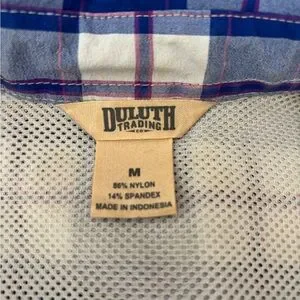 DULUTH
TRADING
CO
M
86% NYLON
14% SPANDEX
MADE IN INDONESIA